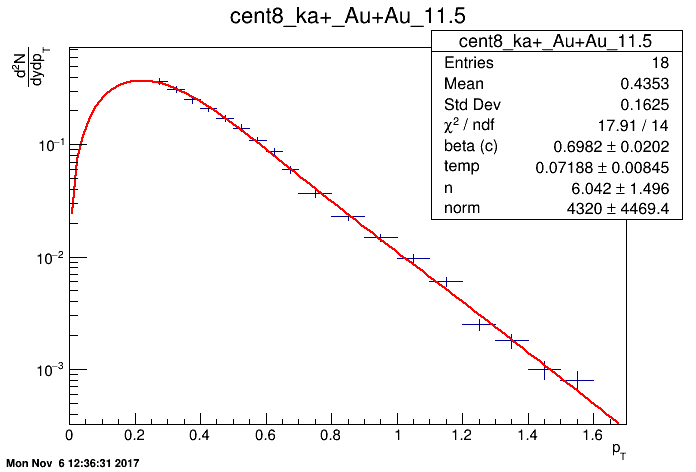 cent8_ka+_Au+Au_11.5
cent8_ka+_Au+Au_11.5
Entries 18
Mean 0.4353
Std Dev 0.1625
χ² / ndf 17.91 / 14
beta (c) 0.6982 ± 0.0202
temp 0.07188 ± 0.00845
n 6.042 ± 1.496
norm 4320 ± 4469.4
d²N
dydp_T
10⁻¹
10⁻²
10⁻³
0 0.2 0.4 0.6 0.8 1 1.2 1.4 1.6
p_T
Mon Nov 6 12:36:31 2017